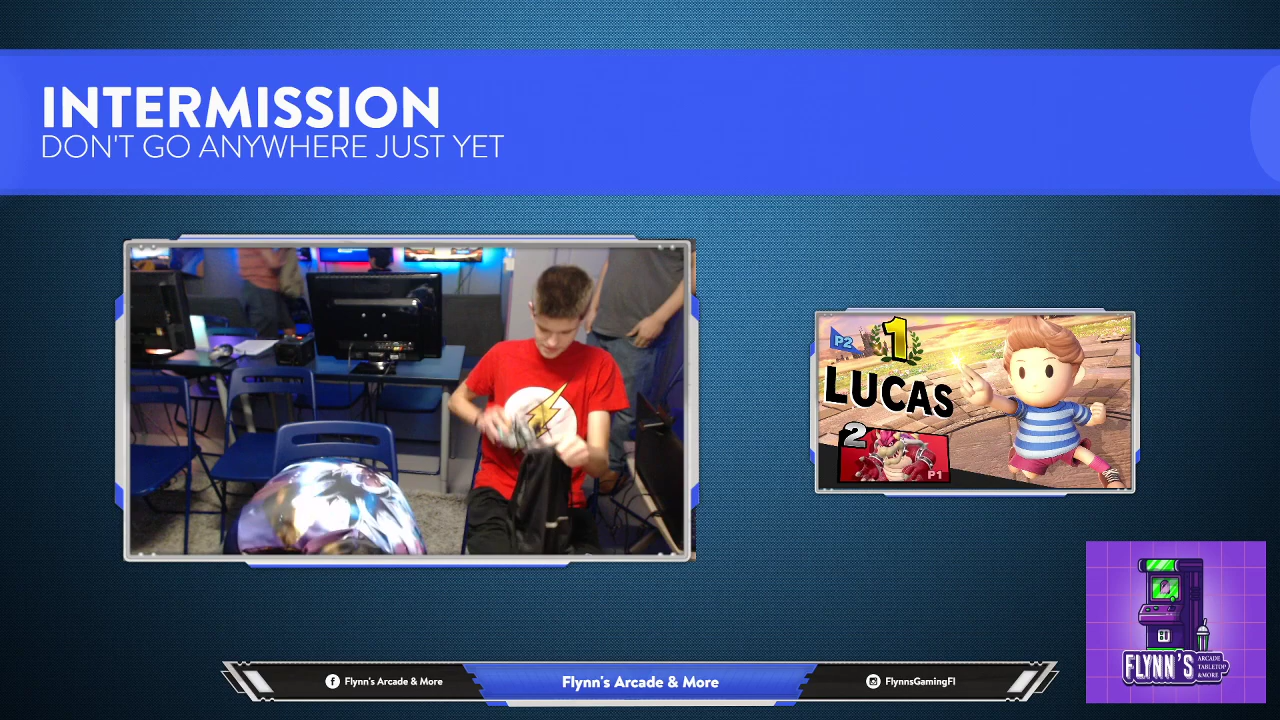 INTERMISSION
DON'T GO ANYWHERE JUST YET
P2
1
LUCAS
2
P1
FLYNN'S
ARCADE
TABLETOP
&MORE
Flynn's Arcade & More
Flynn's Arcade & More
FlynnsGamingFl